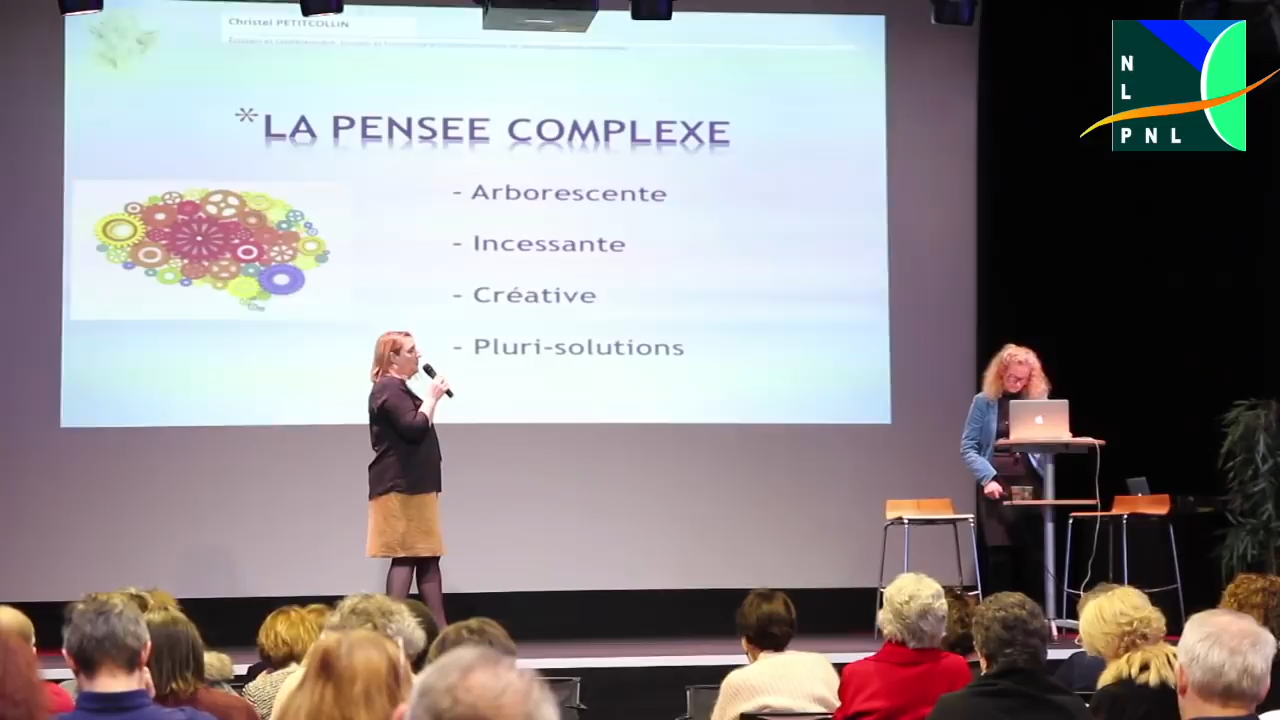 Christel PETITCOLLIN
*LA PENSEE COMPLEXE
- Arborescente
- Incessante
- Créative
- Pluri-solutions
N
L
PNL